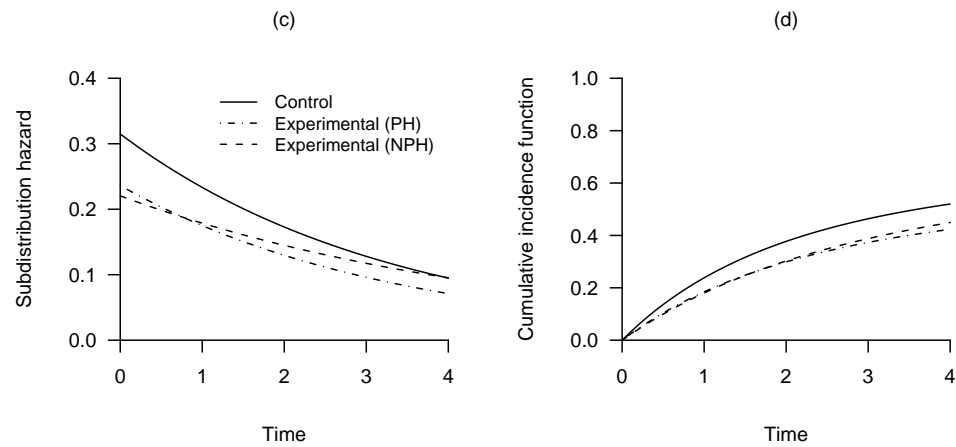 (c)
Subdistribution hazard
0.4
0.3
0.2
0.1
0.0
Control
Experimental (PH)
Experimental (NPH)
0 1 2 3 4
Time
(d)
Cumulative incidence function
1.0
0.8
0.6
0.4
0.2
0.0
0 1 2 3 4
Time